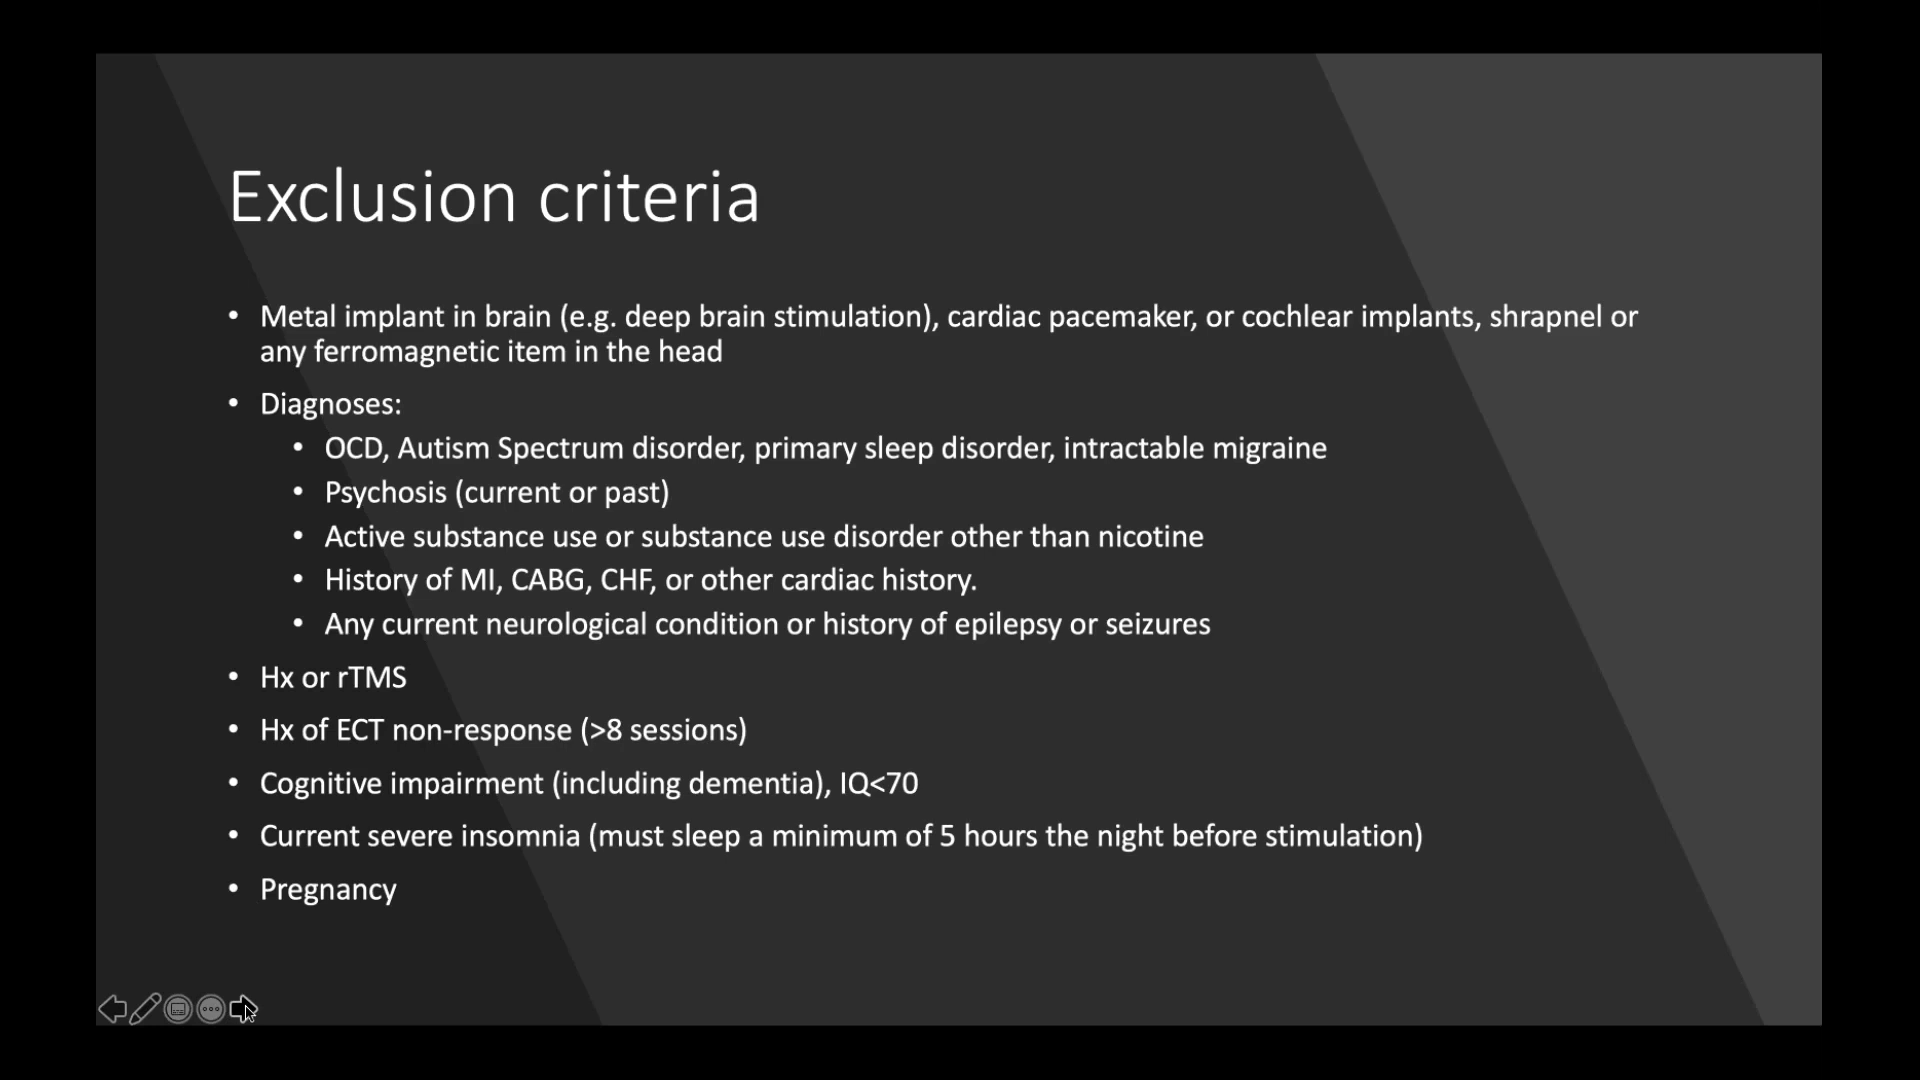 Exclusion criteria
• Metal implant in brain (e.g. deep brain stimulation), cardiac pacemaker, or cochlear implants, shrapnel or
any ferromagnetic item in the head
• Diagnoses:
• OCD, Autism Spectrum disorder, primary sleep disorder, intractable migraine
• Psychosis (current or past)
• Active substance use or substance use disorder other than nicotine
• History of MI, CABG, CHF, or other cardiac history.
• Any current neurological condition or history of epilepsy or seizures
• Hx or rTMS
• Hx of ECT non-response (>8 sessions)
• Cognitive impairment (including dementia), IQ<70
• Current severe insomnia (must sleep a minimum of 5 hours the night before stimulation)
• Pregnancy